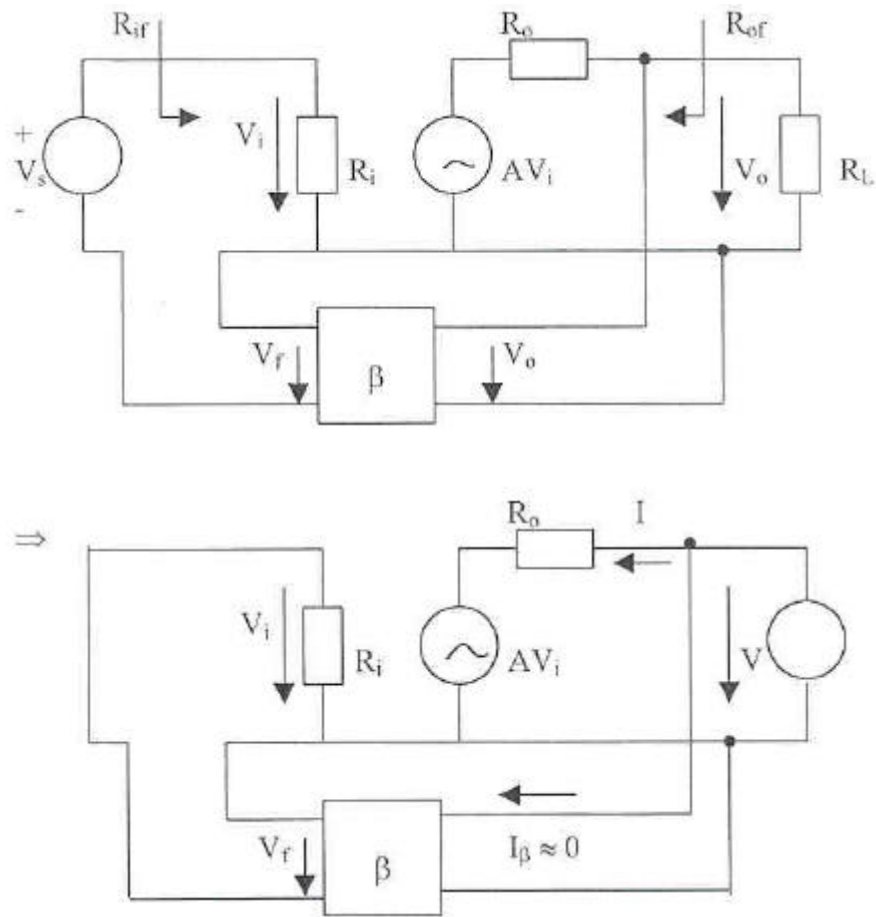 R_if R_o R_of
+
V_s
-
V_i R_i AV_i V_o R_L
V_f β V_o
⇒ R_o I
V_i R_i AV_i V
V_f β I_β ≈ 0